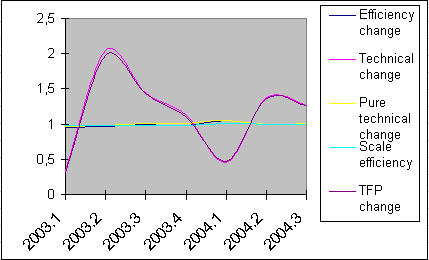 2,5
2
1,5
1
0,5
0
2003.1
2003.2
2003.3
2003.4
2004.1
2004.2
2004.3
Efficiency
change
Technical
change
Pure
technical
change
Scale
efficiency
TFP
change